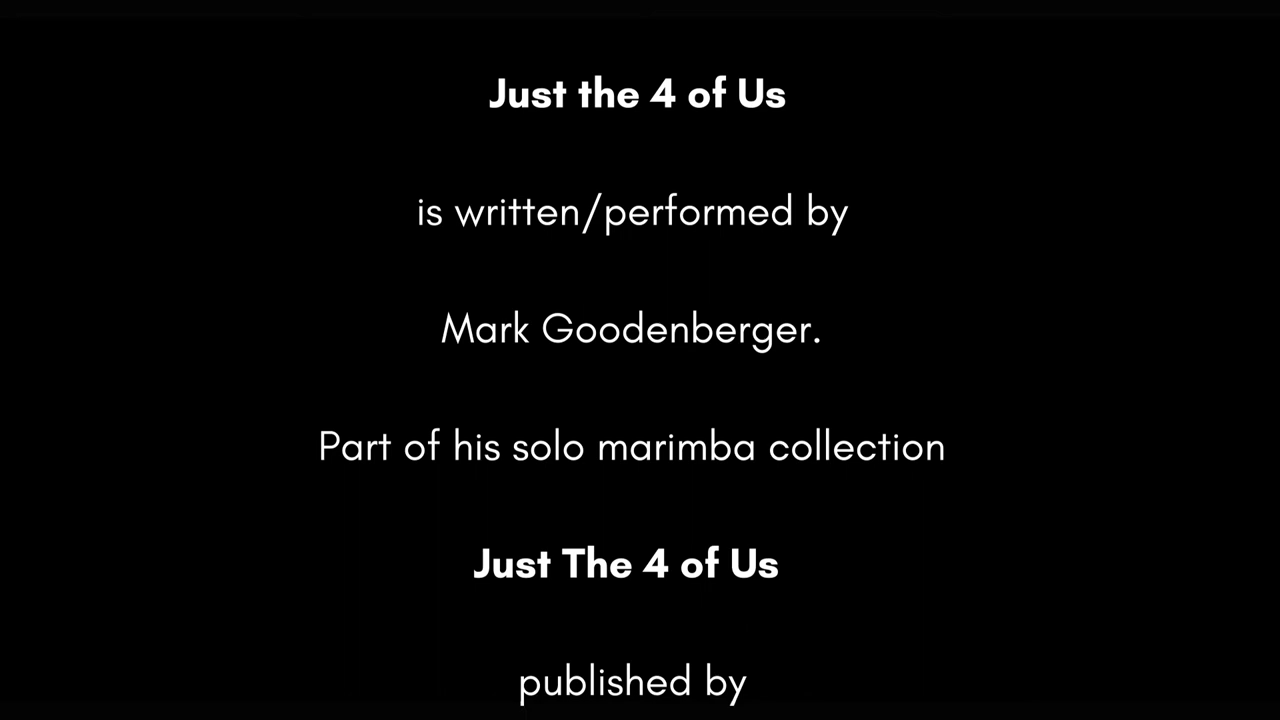 Just the 4 of Us
is written/performed by
Mark Goodenberger.
Part of his solo marimba collection
Just The 4 of Us
published by